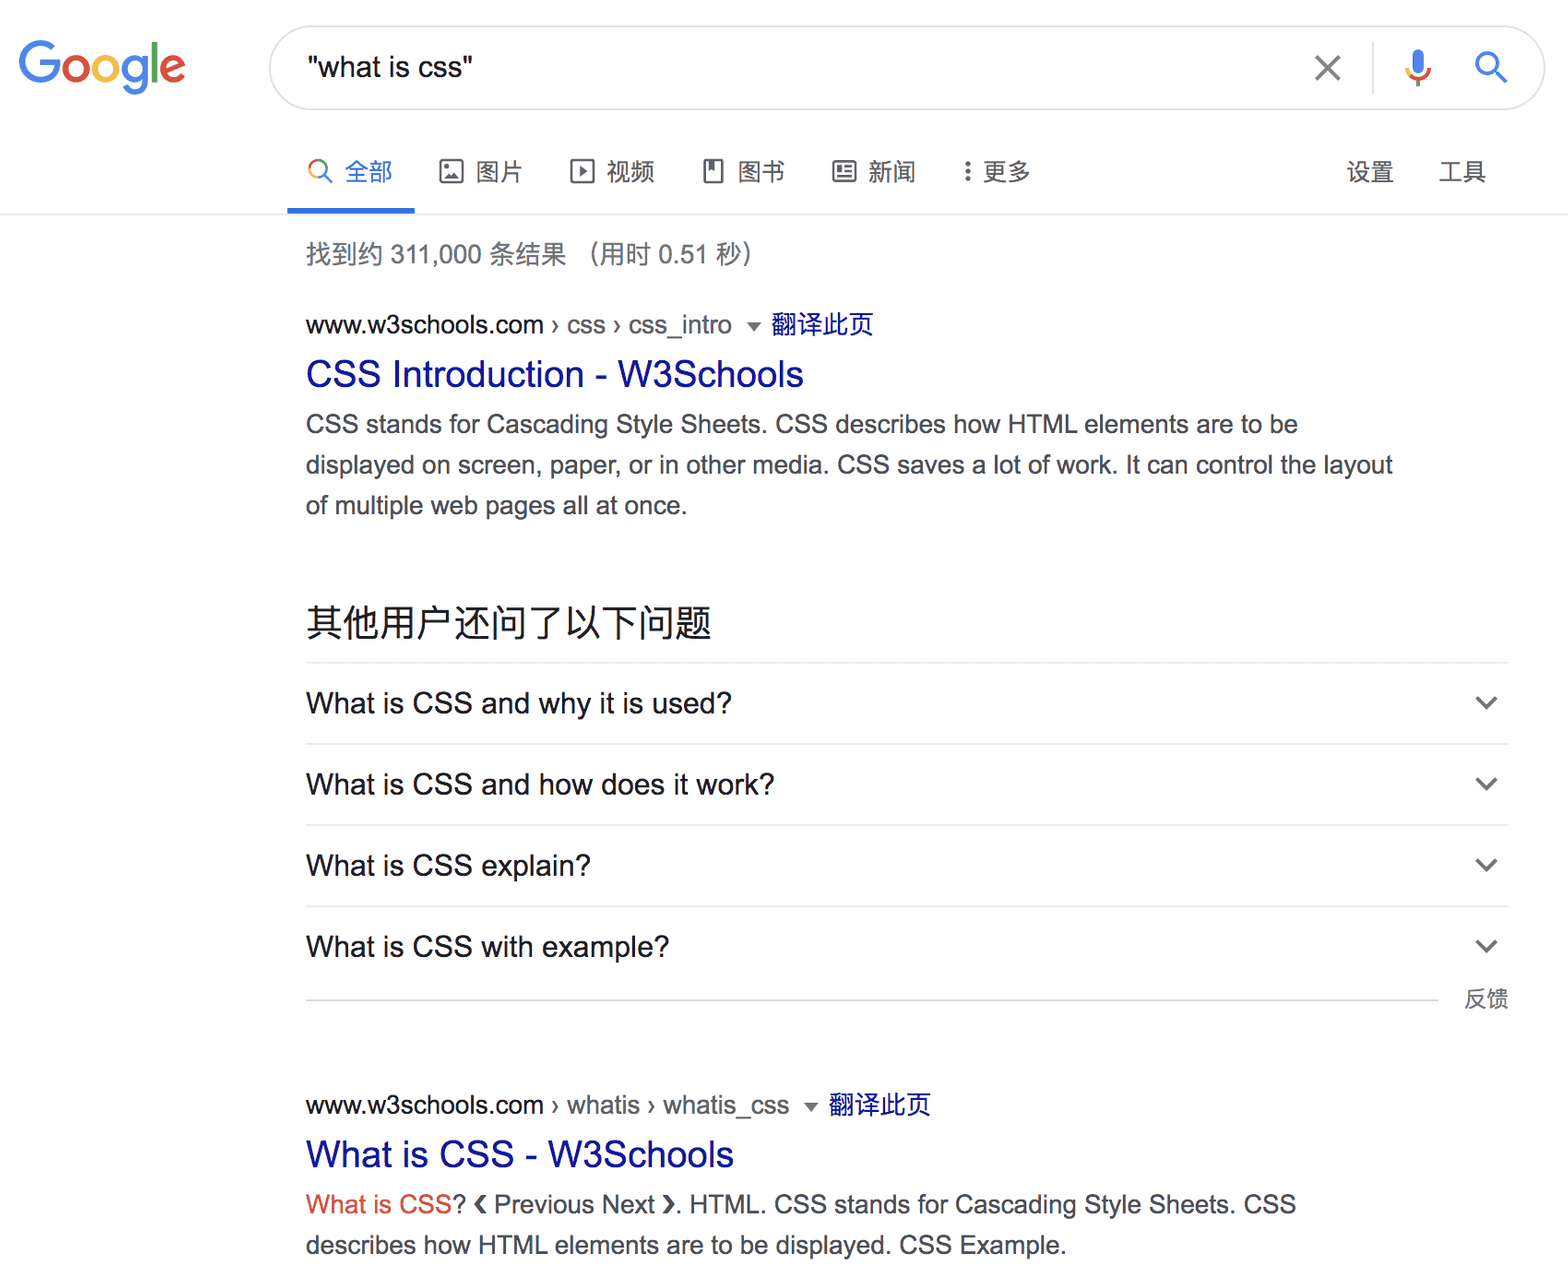 Google
"what is css"
全部 图片 视频 图书 新闻 更多 设置 工具
找到约 311,000 条结果 （用时 0.51 秒）
www.w3schools.com › css › css_intro 翻译此页
CSS Introduction - W3Schools
CSS stands for Cascading Style Sheets. CSS describes how HTML elements are to be
displayed on screen, paper, or in other media. CSS saves a lot of work. It can control the layout
of multiple web pages all at once.
其他用户还问了以下问题
What is CSS and why it is used?
What is CSS and how does it work?
What is CSS explain?
What is CSS with example?
反馈
www.w3schools.com › whatis › whatis_css 翻译此页
What is CSS - W3Schools
What is CSS? ❮ Previous Next ❯. HTML. CSS stands for Cascading Style Sheets. CSS
describes how HTML elements are to be displayed. CSS Example.